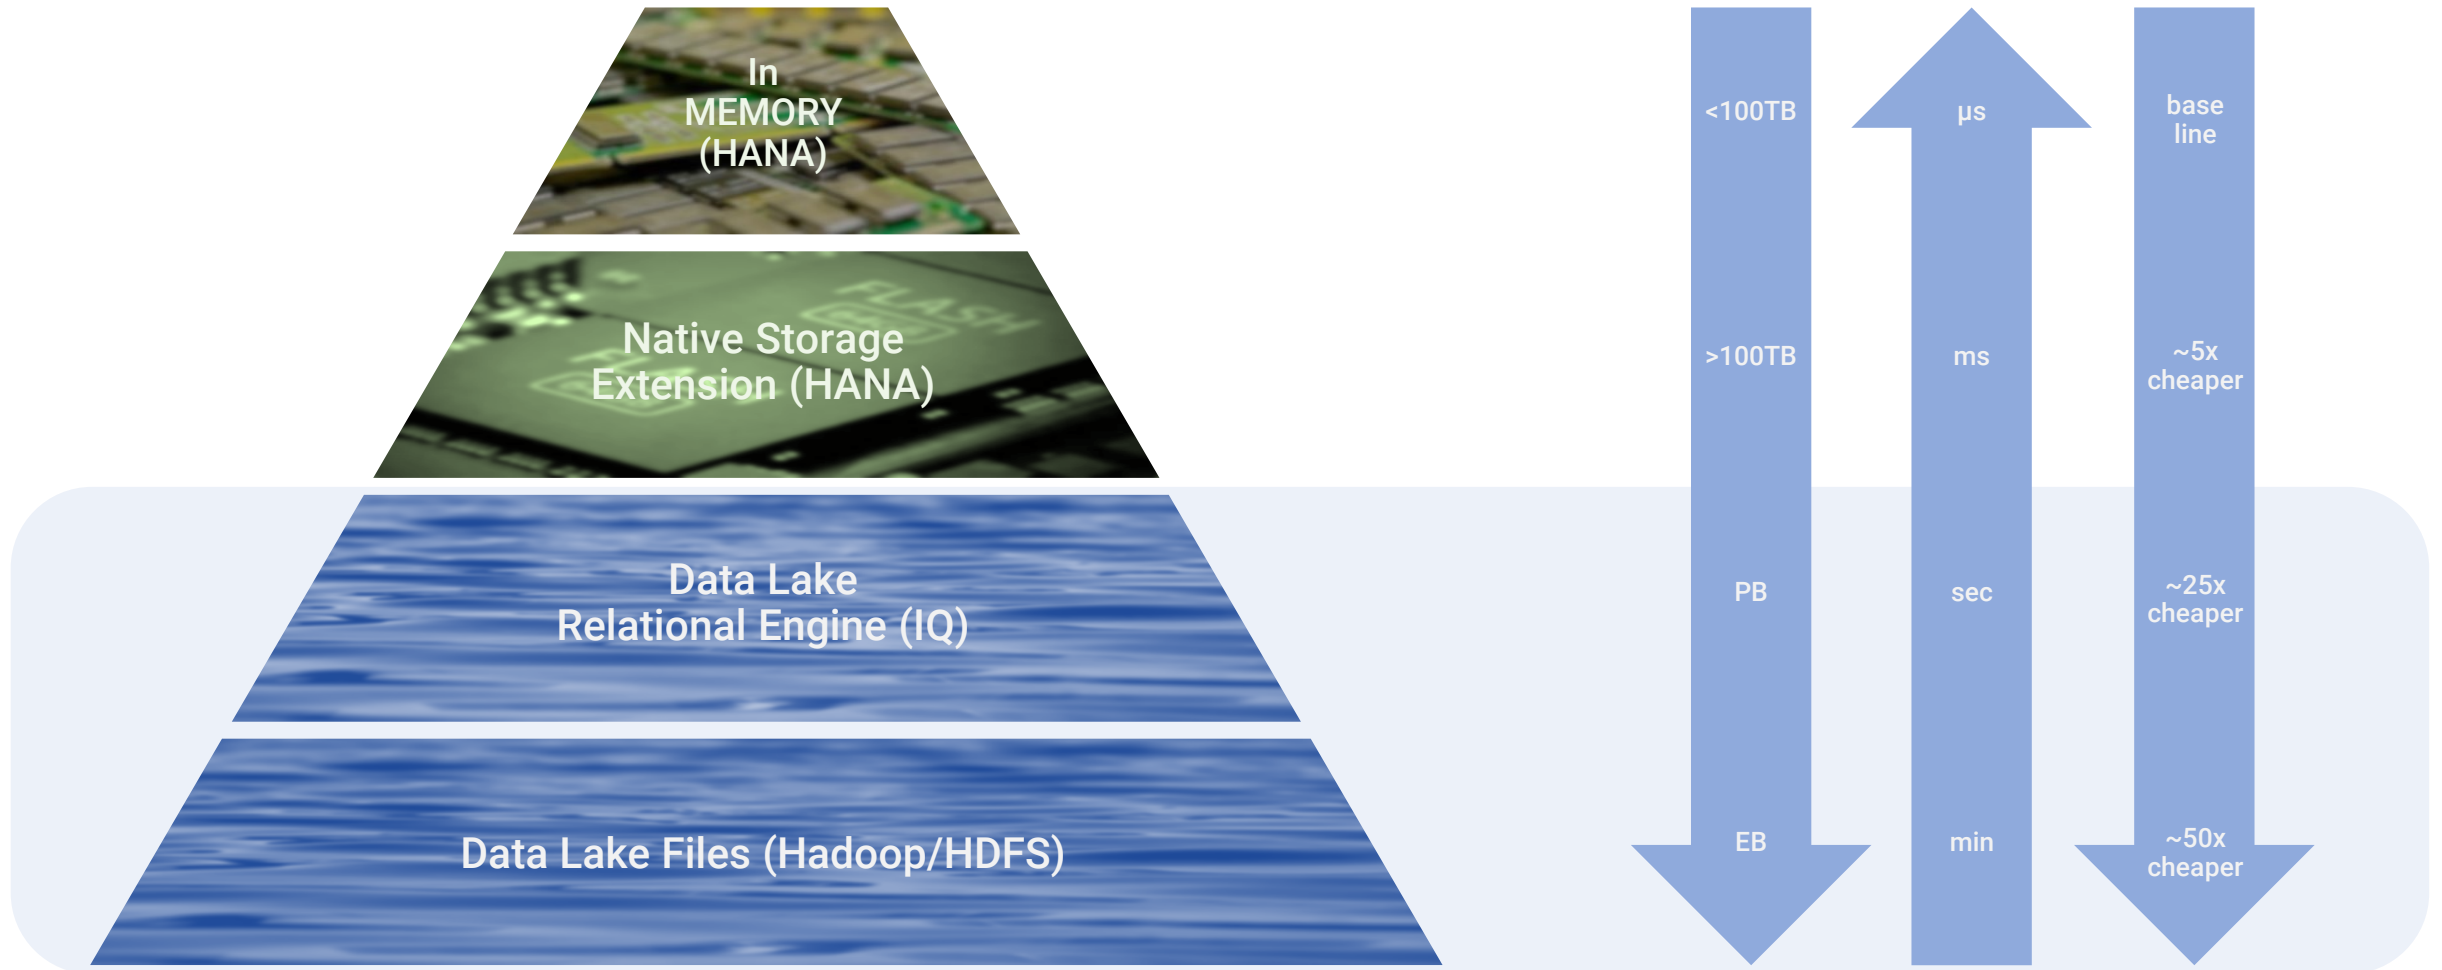 In
MEMORY
(HANA)
<100TB
µs
base
line
FLASH
Native Storage
Extension (HANA)
>100TB
ms
~5x
cheaper
Data Lake
Relational Engine (IQ)
PB
sec
~25x
cheaper
Data Lake Files (Hadoop/HDFS)
EB
min
~50x
cheaper